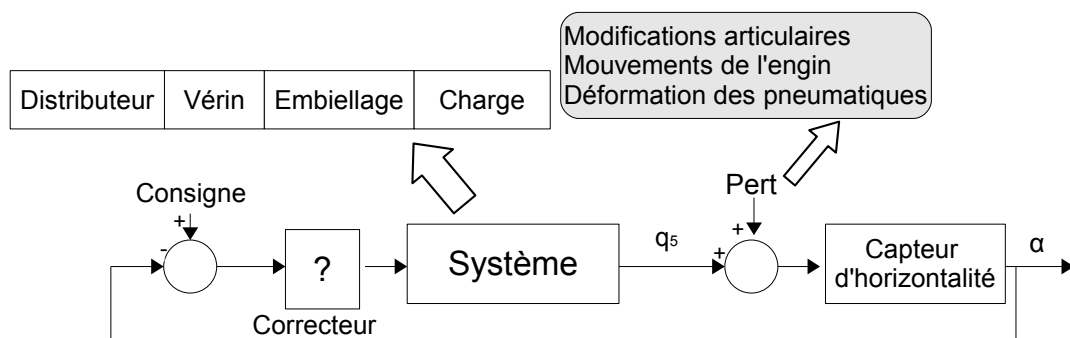 Modifications articulaires
Mouvements de l'engin
Déformation des pneumatiques
Distributeur
Vérin
Embiellage
Charge
Consigne
+
-
?
Correcteur
Système
q5
Pert
+
+
Capteur
d'horizontalité
α